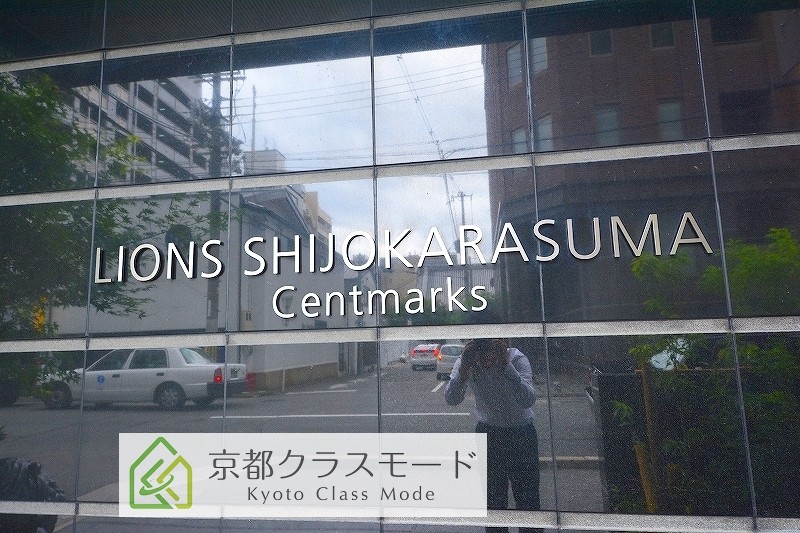 LIONS SHIJOKARASUMA
Centmarks
京都クラスモード
Kyoto Class Mode